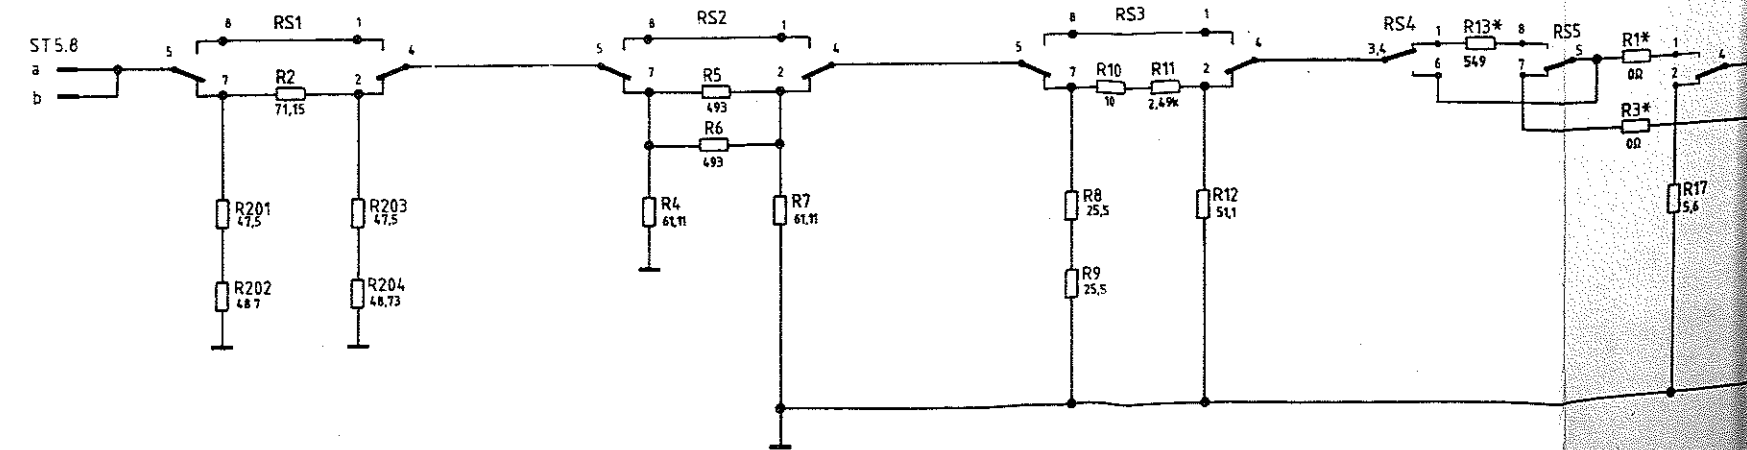 RS1
8
1
ST5.8
5
4
a
7
R2
2
b
71,15
R201
47,5
R203
47,5
R202
48 7
R204
48,73
RS2
8
1
5
4
7
R5
2
493
R6
493
R4
61,11
R7
61,11
RS3
8
1
5
4
7
R10
R11
2
10
2,49k
R8
25,5
R12
51,1
R9
25,5
RS4
1
R13*
8
RS5
3,4
549
5
6
7
R1*
1
4
0Ω
2
R3*
0Ω
R17
5,6